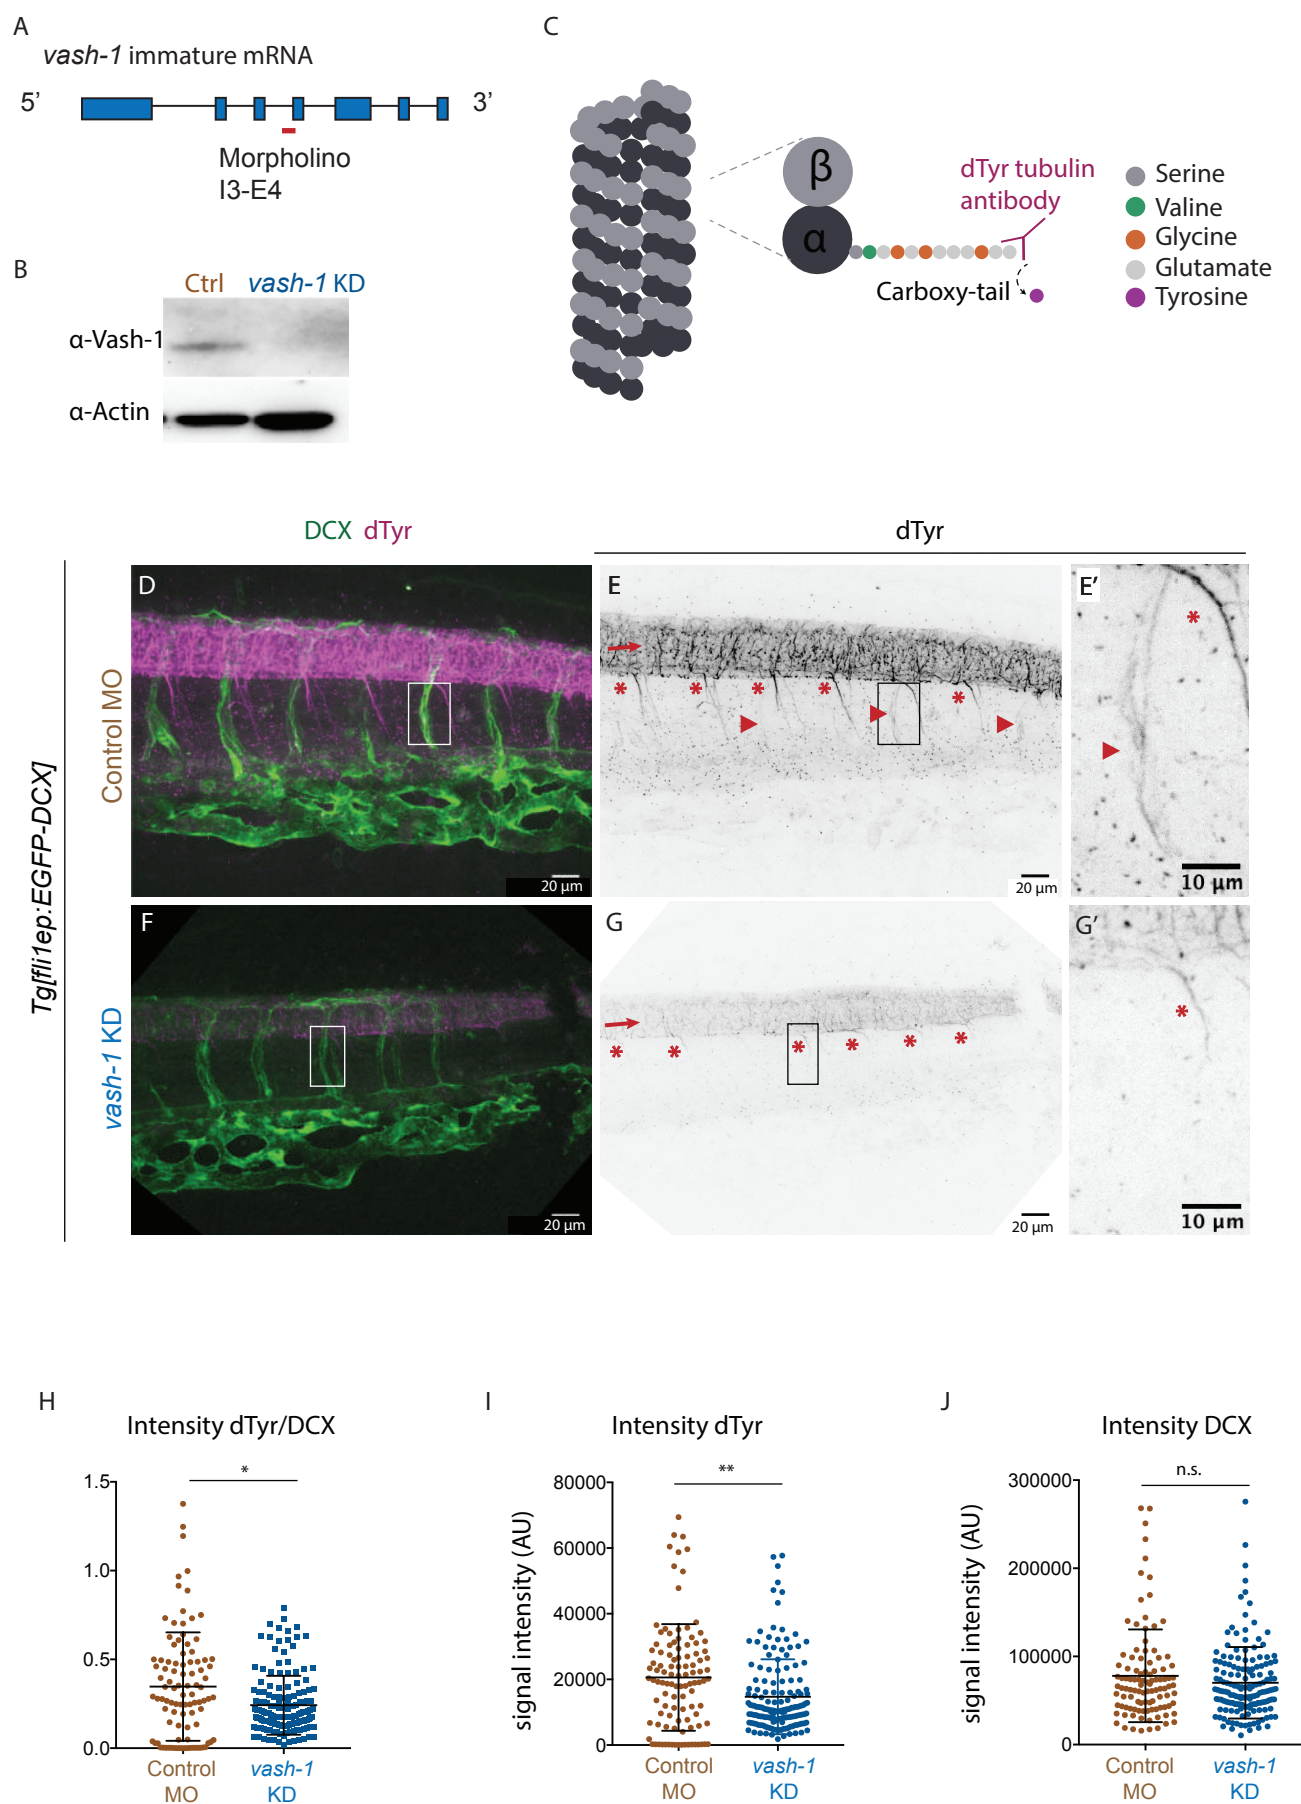 A
vash-1 immature mRNA
5’
3’
Morpholino
I3-E4
B
Ctrl
vash-1 KD
α-Vash-1
α-Actin
C
β
α
dTyr tubulin
antibody
Carboxy-tail
Serine
Valine
Glycine
Glutamate
Tyrosine
DCX dTyr
dTyr
Tg[fli1ep:EGFP-DCX]
Control MO
D
20 µm
E
*
*
*
*
*
20 µm
E’
*
10 µm
vash-1 KD
F
20 µm
G
*
*
*
*
*
*
20 µm
G’
*
10 µm
H
Intensity dTyr/DCX
*
1.5
1.0
0.5
0.0
Control
MO
vash-1
KD
I
Intensity dTyr
**
signal intensity (AU)
80000
60000
40000
20000
0
Control
MO
vash-1
KD
J
Intensity DCX
n.s.
signal intensity (AU)
300000
200000
100000
0
Control
MO
vash-1
KD